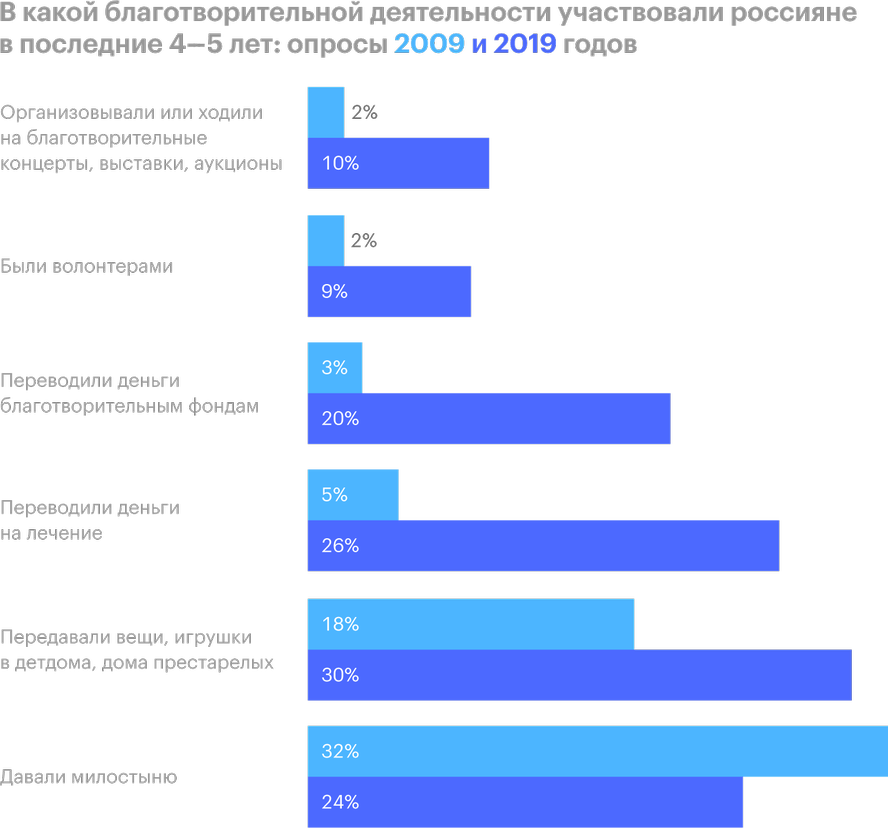 В какой благотворительной деятельности участвовали россияне
в последние 4—5 лет: опросы 2009 и 2019 годов
Организовывали или ходили
на благотворительные
концерты, выставки, аукционы
2%
10%
Были волонтерами
2%
9%
Переводили деньги
благотворительным фондам
3%
20%
Переводили деньги
на лечение
5%
26%
Передавали вещи, игрушки
в детдома, дома престарелых
18%
30%
Давали милостыню
32%
24%